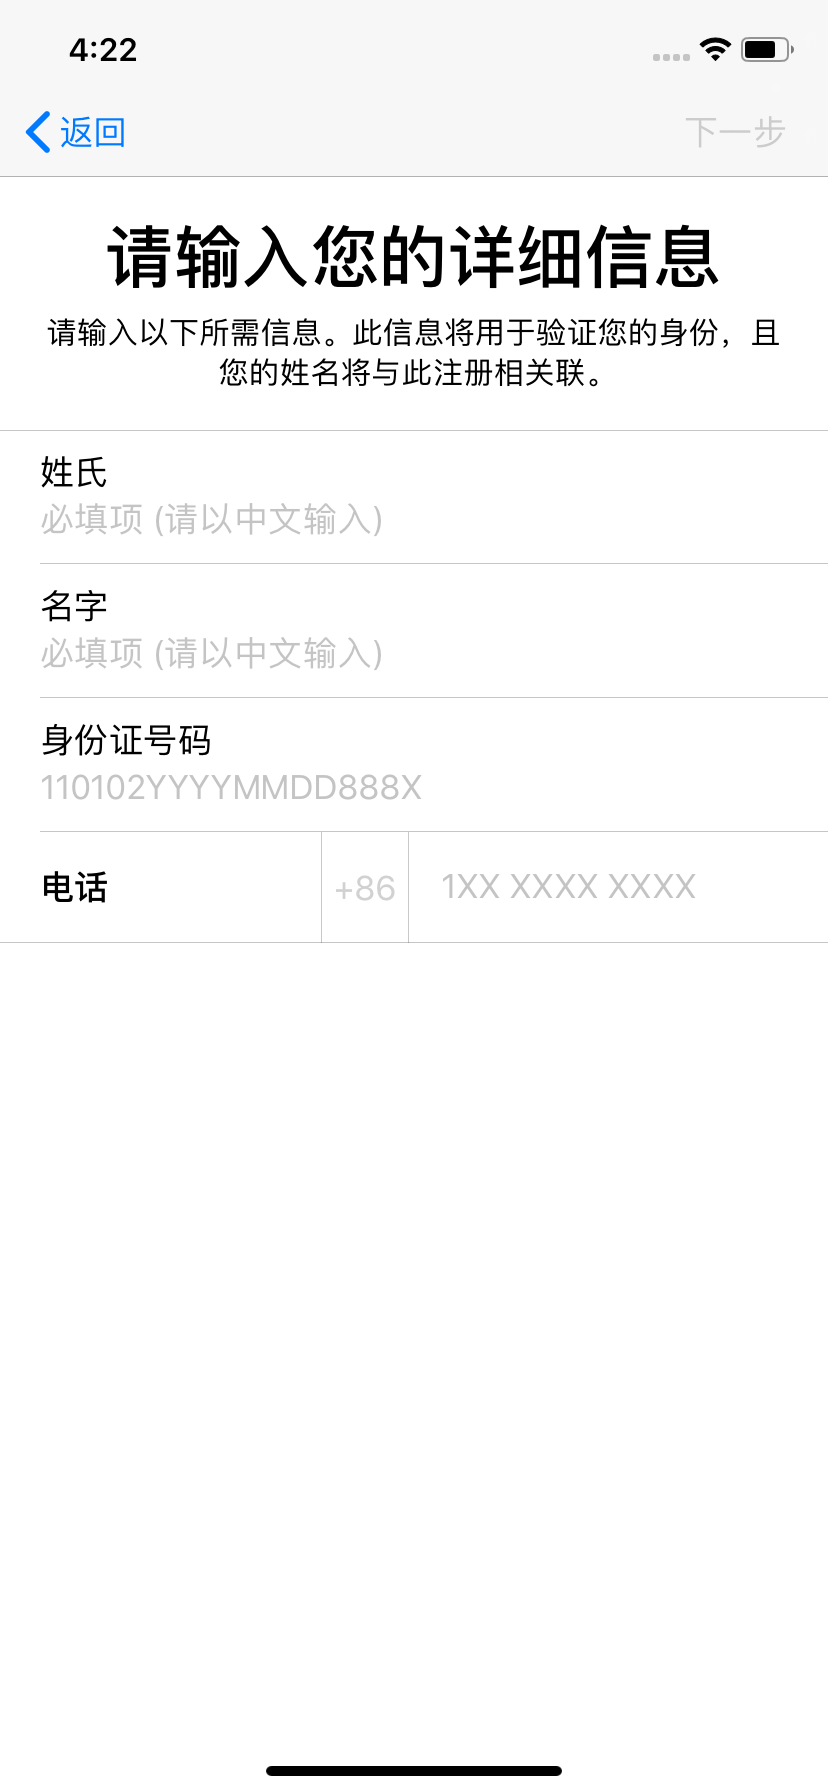 4:22
返回
下一步
请输入您的详细信息
请输入以下所需信息。此信息将用于验证您的身份，且
您的姓名将与此注册相关联。
姓氏
必填项 (请以中文输入)
名字
必填项 (请以中文输入)
身份证号码
110102YYYYMMDD888X
电话 +86 1XX XXXX XXXX